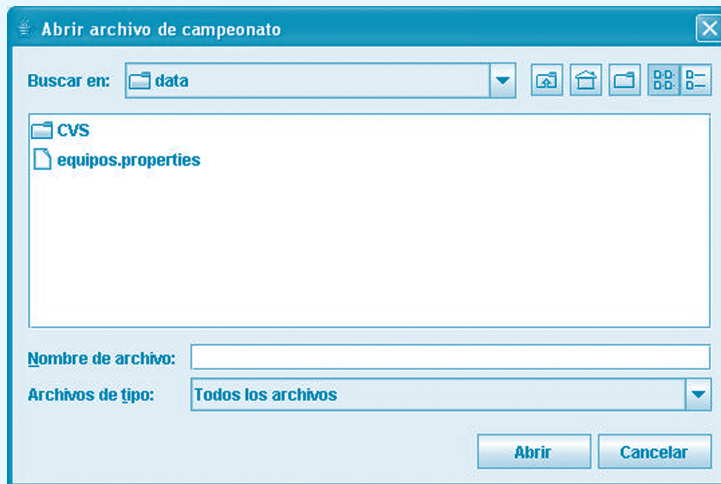 Abrir archivo de campeonato
Buscar en: data
CVS
equipos.properties
Nombre de archivo:
Archivos de tipo: Todos los archivos
Abrir Cancelar